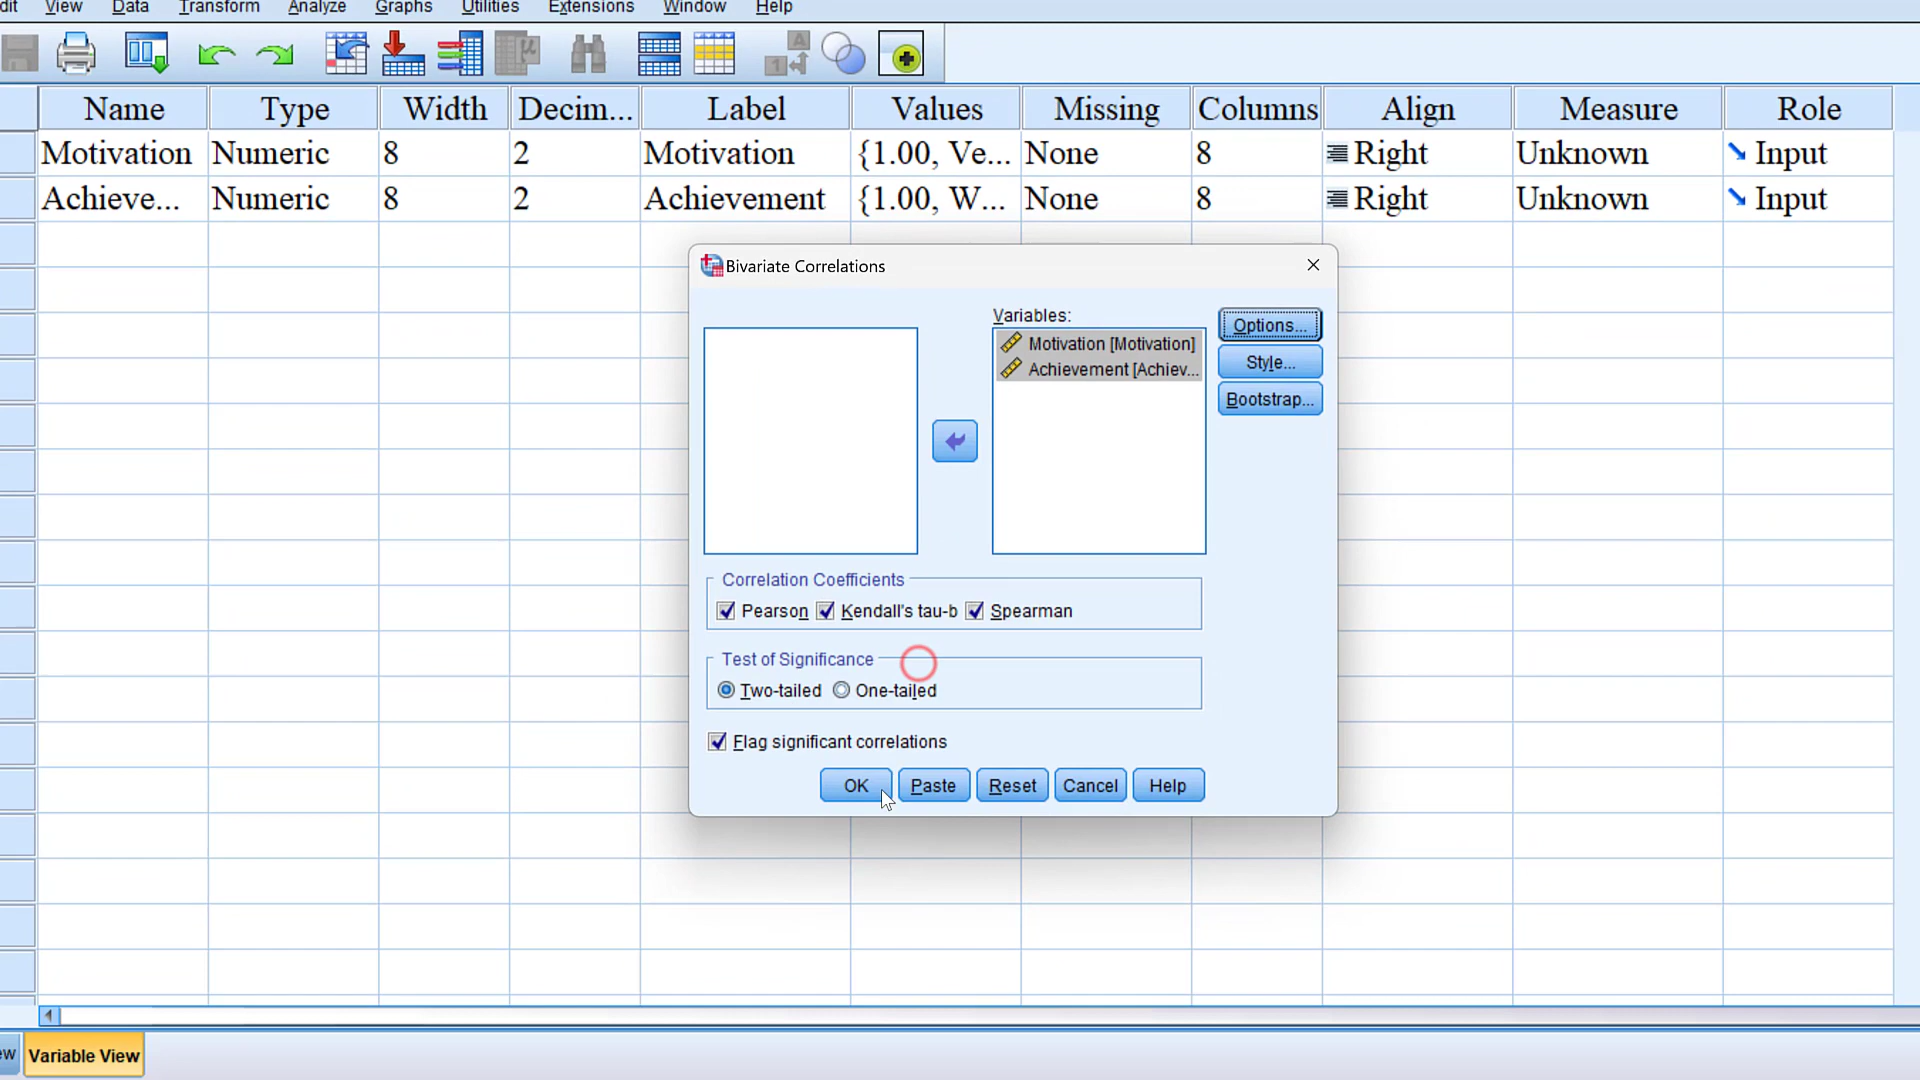 dit View Data Transform Analyze Graphs Utilities Extensions Window Help
Name Type Width Decim... Label Values Missing Columns Align Measure Role
Motivation Numeric 8 2 Motivation {1.00, Ve... None 8 Right Unknown Input
Achieve... Numeric 8 2 Achievement {1.00, W... None 8 Right Unknown Input
Bivariate Correlations
Variables:
Motivation [Motivation]
Achievement [Achiev...
Options...
Style...
Bootstrap...
Correlation Coefficients
Pearson Kendall's tau-b Spearman
Test of Significance
Two-tailed One-tailed
Flag significant correlations
OK Paste Reset Cancel Help
ew Variable View